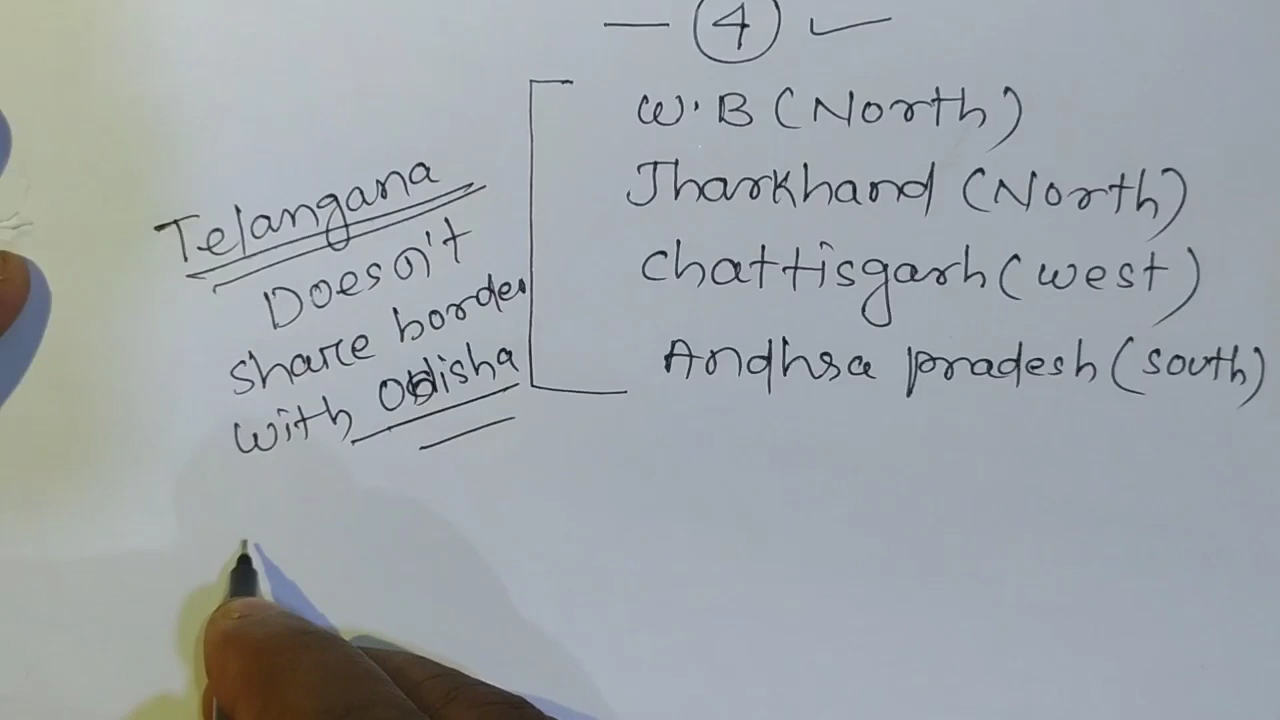 — 4 ✓
W.B (North)
Jharkhand (North)
Chattisgarh (west)
Andhra pradesh (south)
Telangana
Doesn't
share border
with Odisha